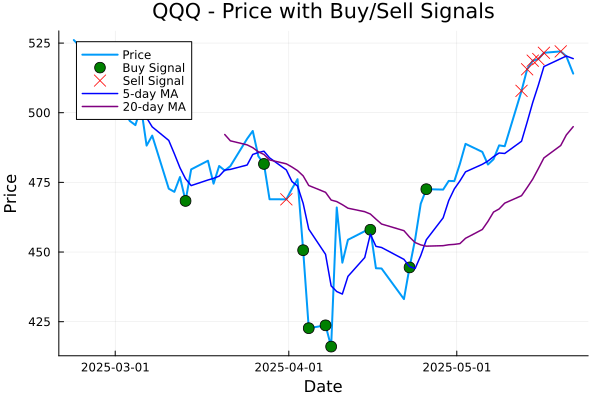 QQQ - Price with Buy/Sell Signals
525
500
475
450
425
Price
Price
Buy Signal
Sell Signal
5-day MA
20-day MA
2025-03-01
2025-04-01
2025-05-01
Date